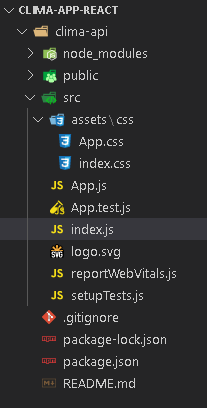 CLIMA-APP-REACT
clima-api
node_modules
public
src
assets\css
App.css
index.css
JS App.js
App.test.js
JS index.js
SVG logo.svg
JS reportWebVitals.js
JS setupTests.js
.gitignore
package-lock.json
package.json
README.md